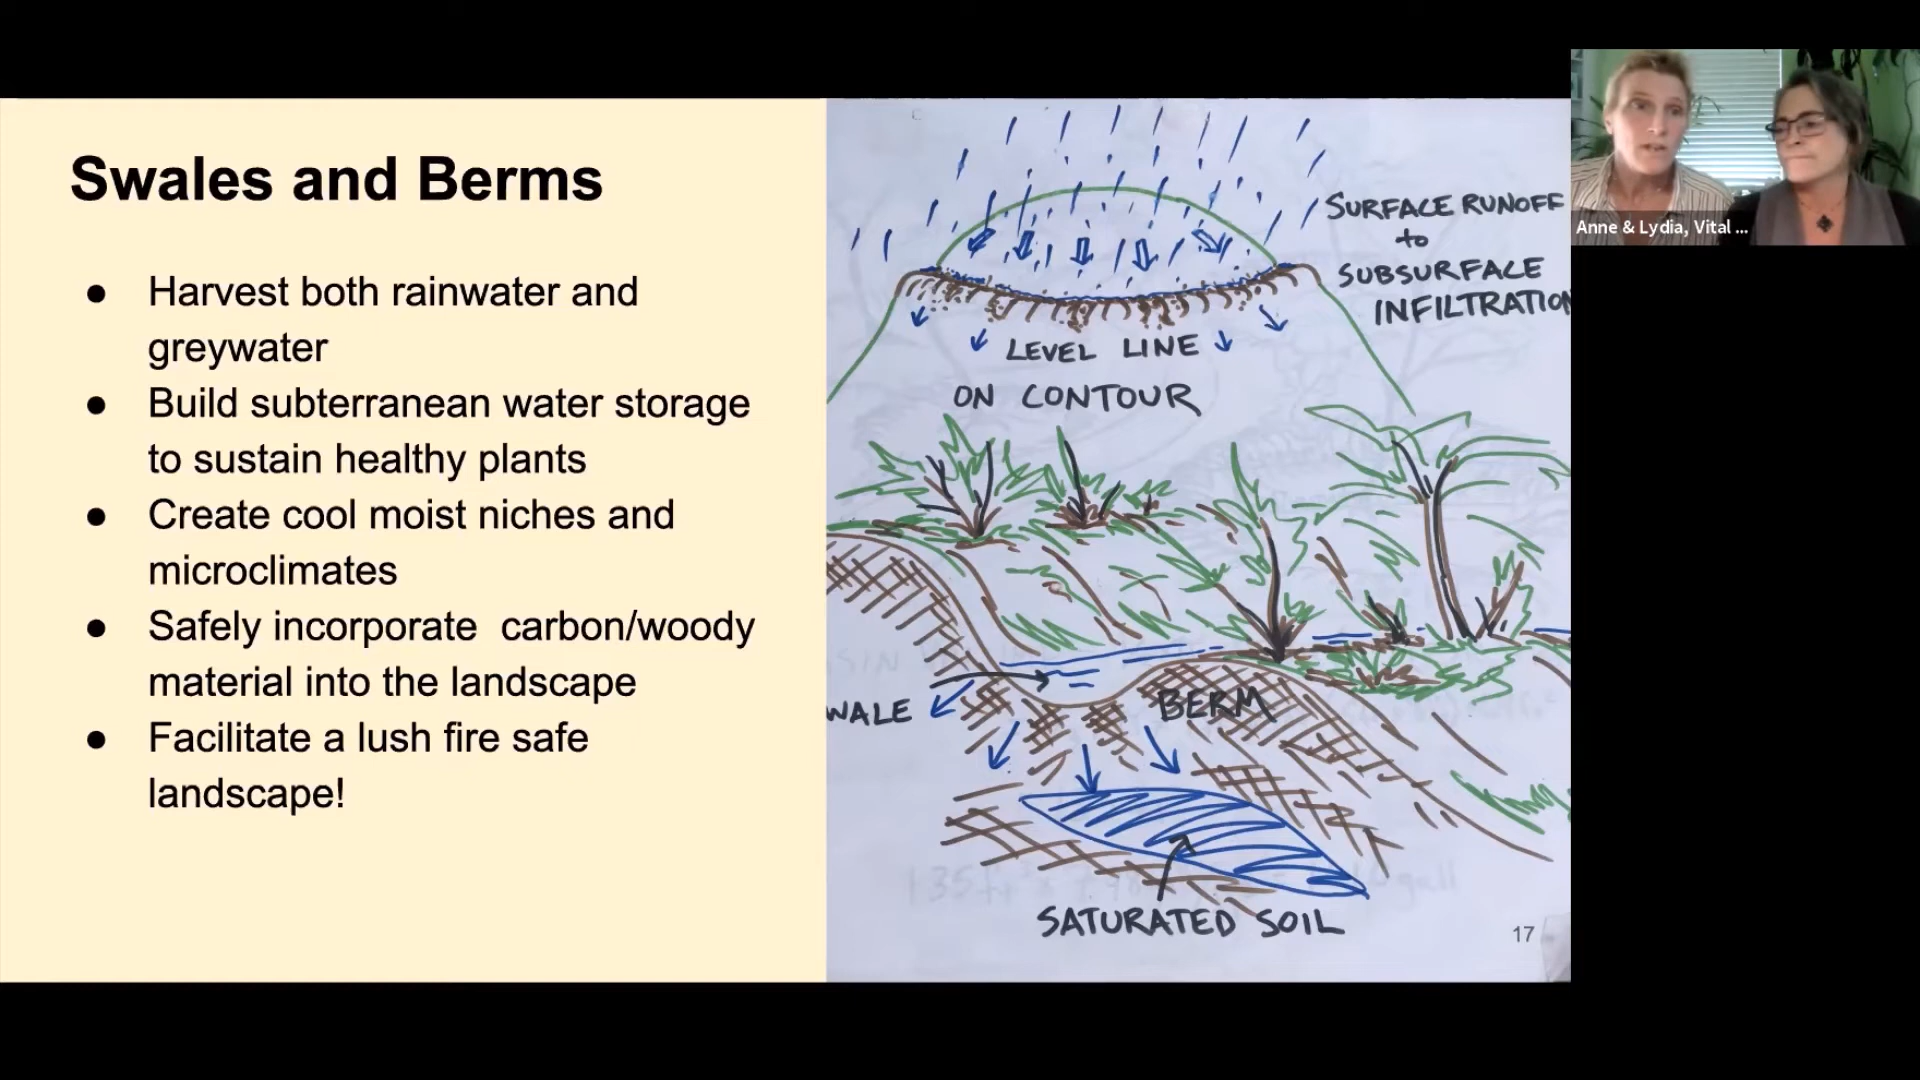 Swales and Berms
● Harvest both rainwater and
greywater
● Build subterranean water storage
to sustain healthy plants
● Create cool moist niches and
microclimates
● Safely incorporate  carbon/woody
material into the landscape
● Facilitate a lush fire safe
landscape!
SURFACE RUNOFF
to
SUBSURFACE
INFILTRATION
LEVEL LINE
ON CONTOUR
WALE
BERM
SATURATED SOIL
17
Anne & Lydia, Vital ...